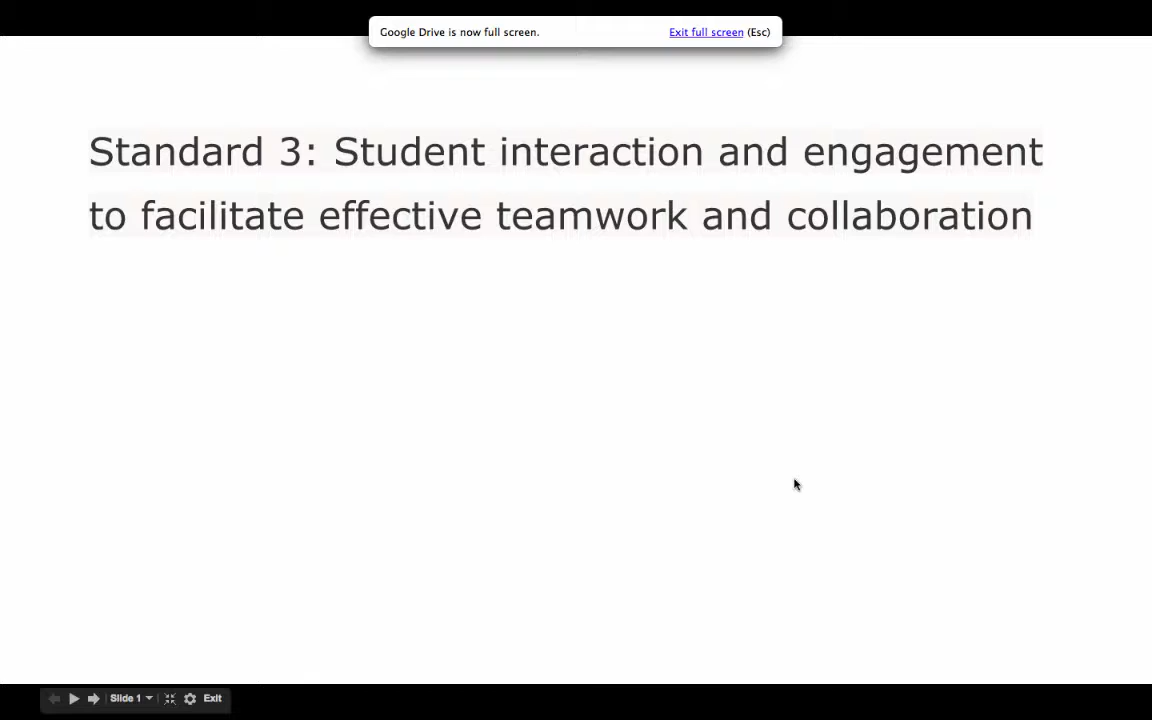 Google Drive is now full screen. Exit full screen (Esc)
Standard 3: Student interaction and engagement
to facilitate effective teamwork and collaboration
Slide 1 Exit